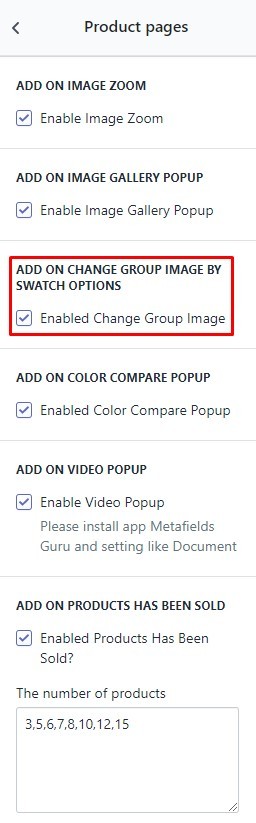 Product pages
ADD ON IMAGE ZOOM
Enable Image Zoom
ADD ON IMAGE GALLERY POPUP
Enable Image Gallery Popup
ADD ON CHANGE GROUP IMAGE BY
SWATCH OPTIONS
Enabled Change Group Image
ADD ON COLOR COMPARE POPUP
Enabled Color Compare Popup
ADD ON VIDEO POPUP
Enable Video Popup
Please install app Metafields
Guru and setting like Document
ADD ON PRODUCTS HAS BEEN SOLD
Enabled Products Has Been
Sold?
The number of products
3,5,6,7,8,10,12,15